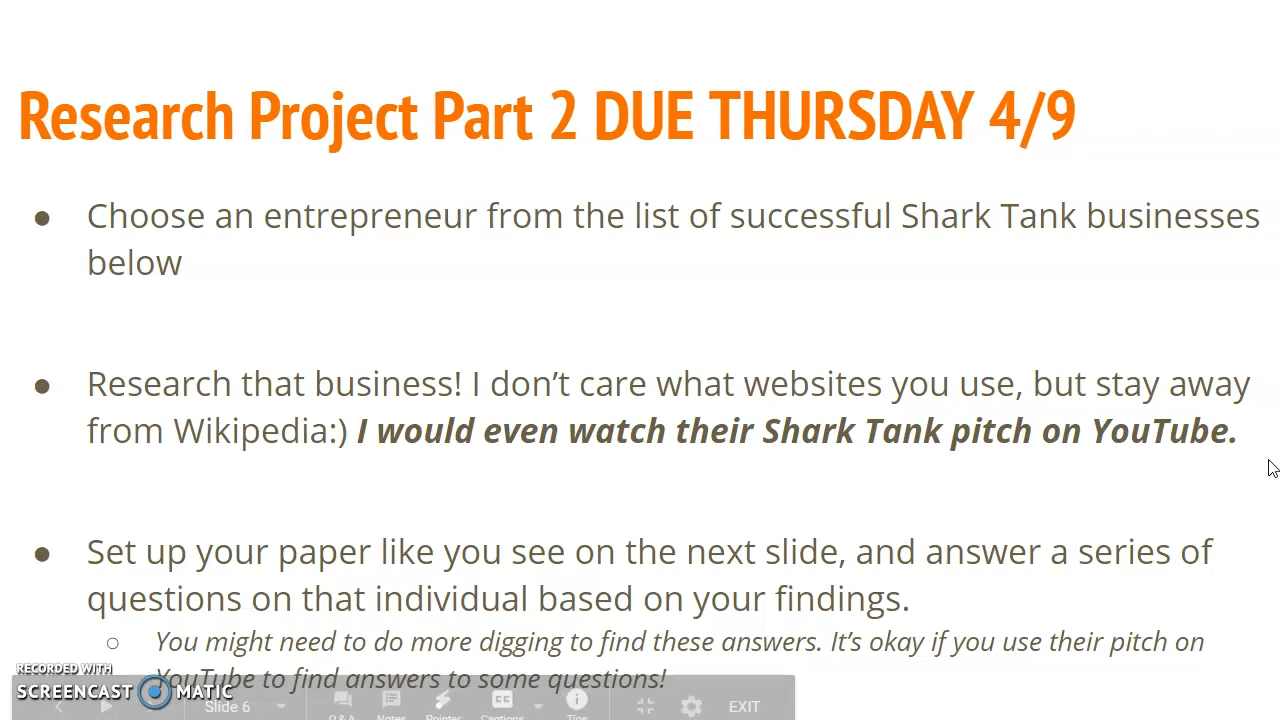 Research Project Part 2 DUE THURSDAY 4/9
● Choose an entrepreneur from the list of successful Shark Tank businesses
below
● Research that business! I don’t care what websites you use, but stay away
from Wikipedia:) I would even watch their Shark Tank pitch on YouTube.
● Set up your paper like you see on the next slide, and answer a series of
questions on that individual based on your findings.
○ You might need to do more digging to find these answers. It’s okay if you use their pitch on
YouTube to find answers to some questions!
RECORDED WITH
SCREENCAST MATIC
Slide 6
Q&A Notes Pointer Captions Tips
EXIT